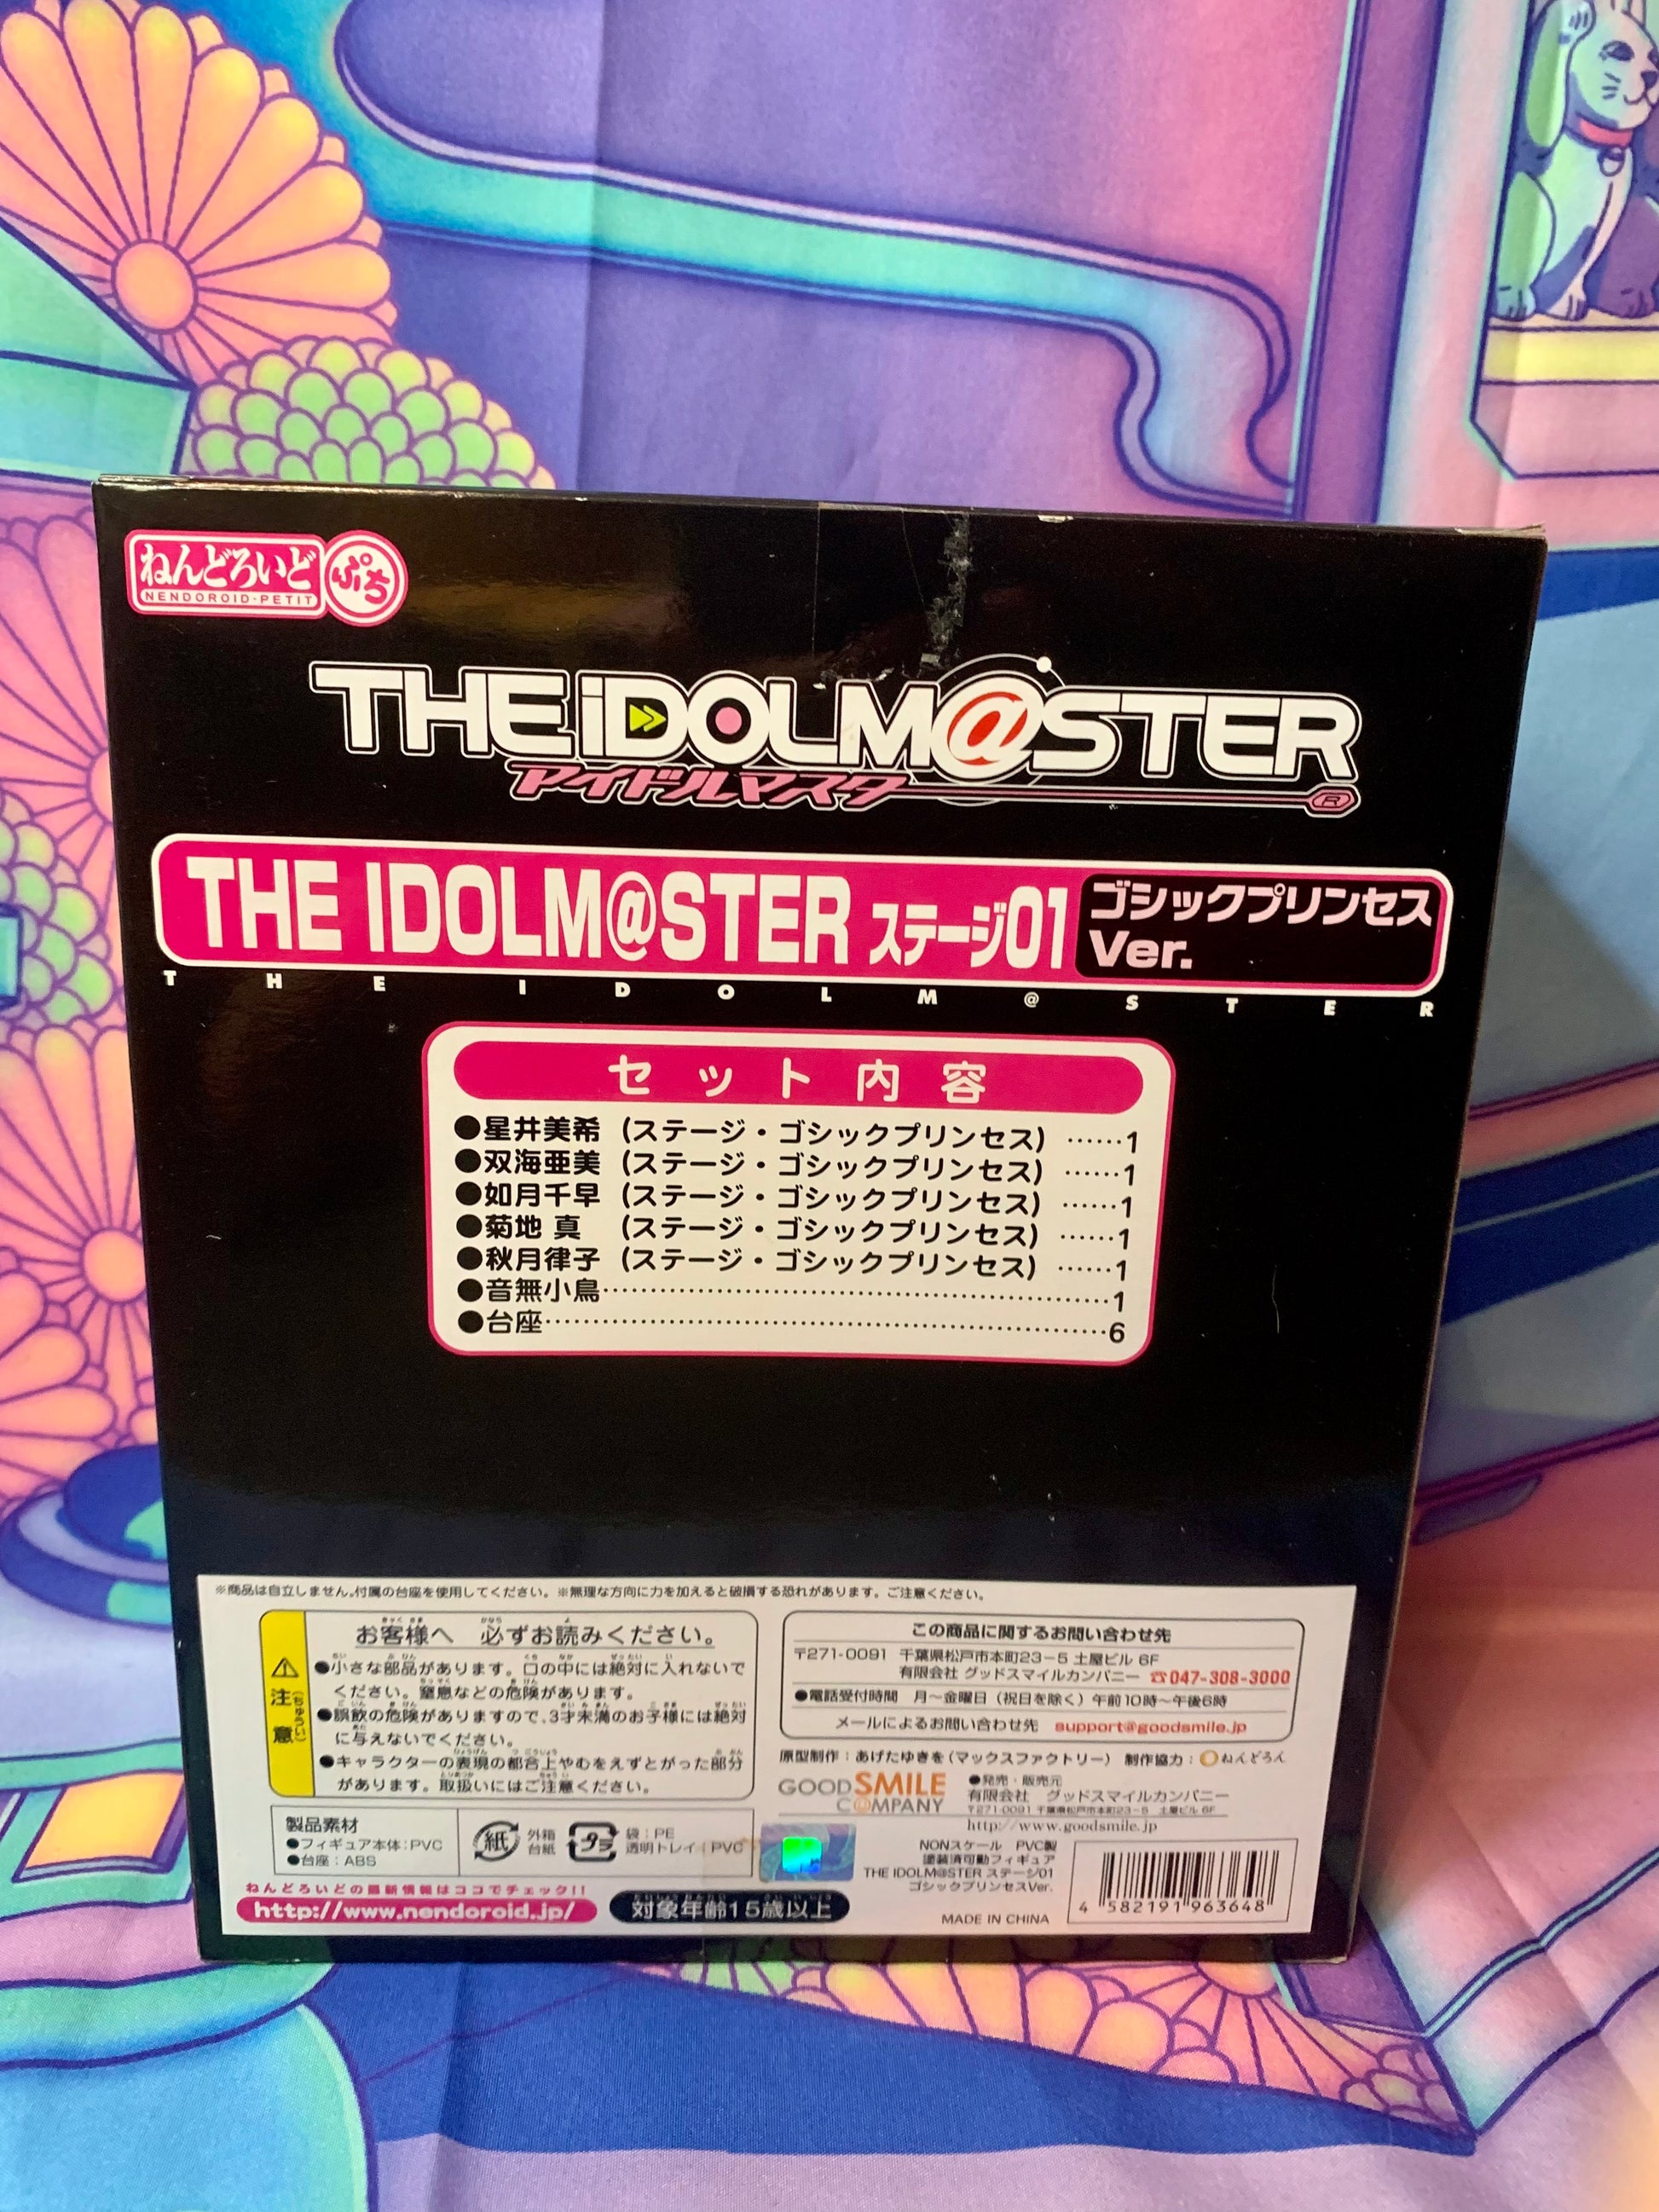 ねんどろいど ぷち
NENDOROID・PETIT
THE iDOLM@STER
アイドルマスター
®
THE IDOLM@STER ステージ01 ゴシックプリンセス Ver.
THE IDOLM@STER
セット内容
●星井美希 (ステージ・ゴシックプリンセス) ……1
●双海亜美 (ステージ・ゴシックプリンセス) ……1
●如月千早 (ステージ・ゴシックプリンセス) ……1
●菊地 真 (ステージ・ゴシックプリンセス) ……1
●秋月律子 (ステージ・ゴシックプリンセス) ……1
●音無小鳥……1
●台座……6
※商品は自立しません。付属の台座を使用してください。※無理な方向に力を加えると破損する恐れがあります。ご注意ください。
注意
(ちゅうい)
お客様へ 必ずお読みください。
●小さな部品があります。口の中には絶対に入れないで
ください。窒息などの危険があります。
●誤飲の危険がありますので、3才未満のお子様には絶対
に与えないでください。
●キャラクターの表現の都合上やむをえずとがった部分
があります。取扱いにはご注意ください。
製品素材
●フィギュア本体:PVC
●台座:ABS
紙 外箱
台紙
プラ 袋:PE
透明トレイ:PVC
ねんどろいどの最新情報はココでチェック!!
http://www.nendoroid.jp/
対象年齢15歳以上
この商品に関するお問い合わせ先
〒271-0091 千葉県松戸市本町23-5 土屋ビル 6F
有限会社 グッドスマイルカンパニー ☎047-308-3000
●電話受付時間 月〜金曜日(祝日を除く)午前10時〜午後6時
メールによるお問い合わせ先 support@goodsmile.jp
原型制作:あげたゆきを(マックスファクトリー) 制作協力:ねんどろん
GOOD SMILE COMPANY
●発売・販売元
有限会社 グッドスマイルカンパニー
〒271-0091 千葉県松戸市本町23-5 土屋ビル 6F
http://www.goodsmile.jp
NONスケール PVC製
塗装済可動フィギュア
THE IDOLM@STER ステージ01
ゴシックプリンセスVer.
MADE IN CHINA
4 582191 963648